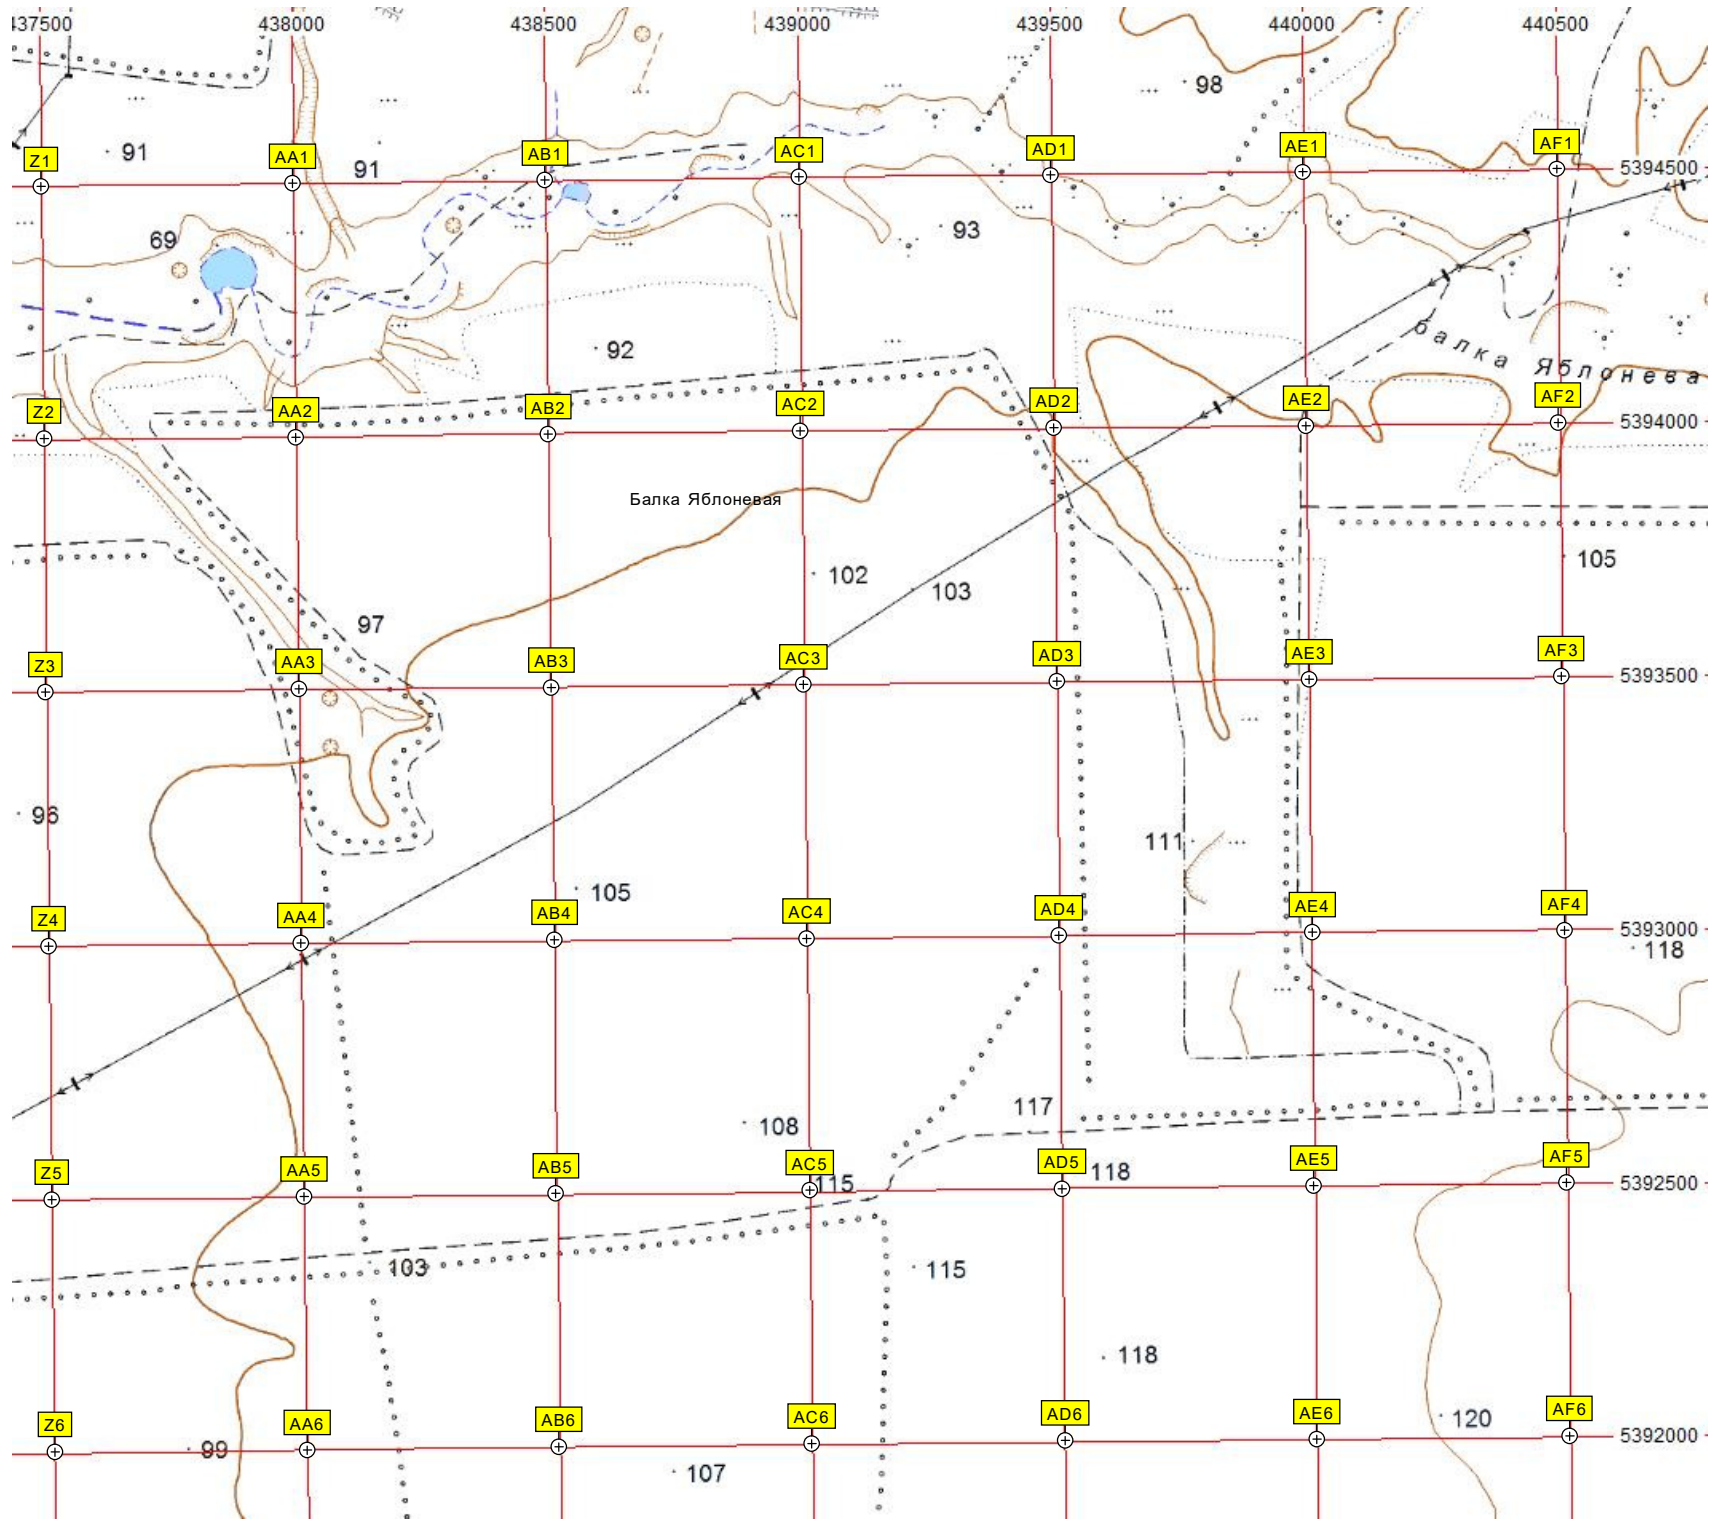 437500 438000 438500 439000 439500 440000 440500
98
Z1 91 AA1 91 AB1 AC1 AD1 AE1 AF1 5394500
69 93
92
балка Яблонева
Z2 AA2 AB2 AC2 AD2 AE2 AF2 5394000
Балка Яблоневая
102 103 105
97
Z3 AA3 AB3 AC3 AD3 AE3 AF3 5393500
96 111
105
Z4 AA4 AB4 AC4 AD4 AE4 AF4 5393000
118
108 117
Z5 AA5 AB5 AC5 115 AD5 118 AE5 AF5 5392500
103 115
118
Z6 AA6 AB6 AC6 AD6 AE6 120 AF6 5392000
99 107